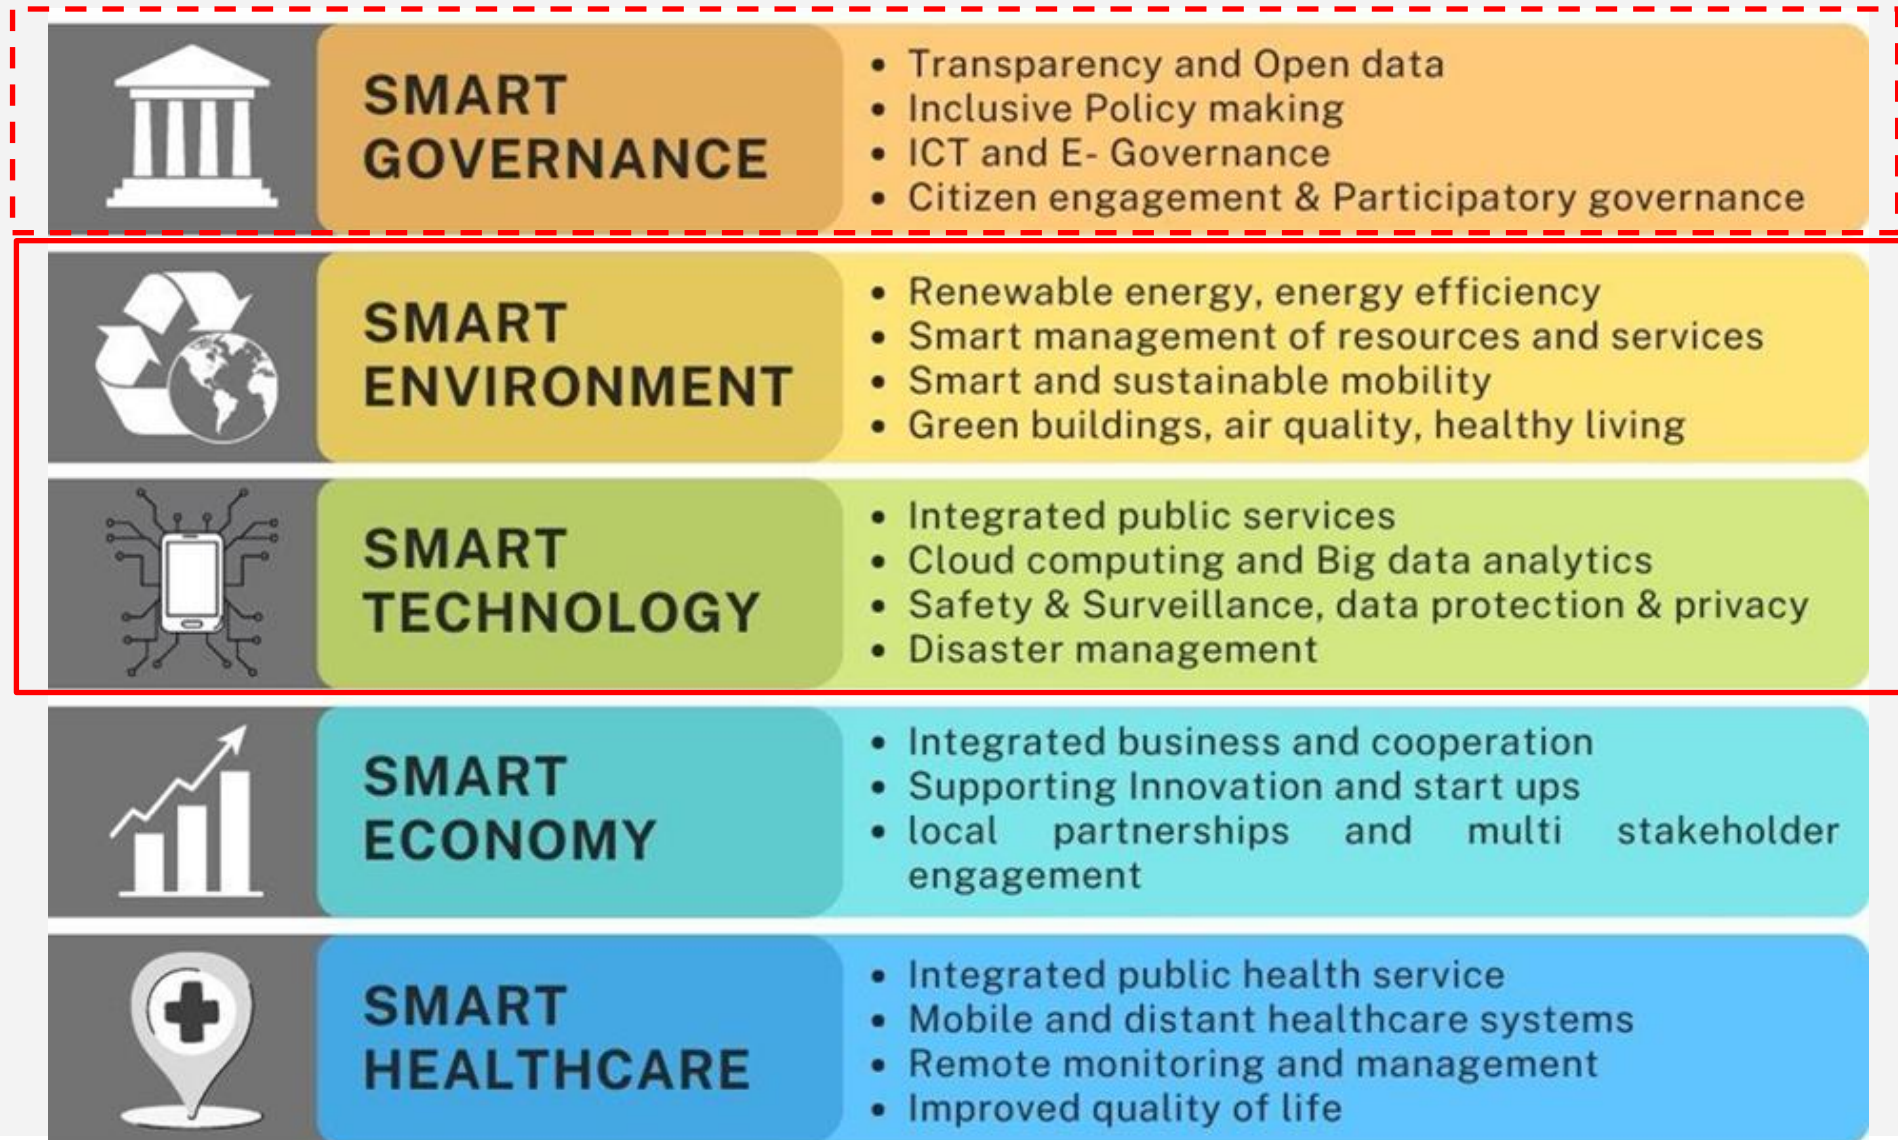 SMART
GOVERNANCE
• Transparency and Open data
• Inclusive Policy making
• ICT and E- Governance
• Citizen engagement & Participatory governance
SMART
ENVIRONMENT
• Renewable energy, energy efficiency
• Smart management of resources and services
• Smart and sustainable mobility
• Green buildings, air quality, healthy living
SMART
TECHNOLOGY
• Integrated public services
• Cloud computing and Big data analytics
• Safety & Surveillance, data protection & privacy
• Disaster management
SMART
ECONOMY
• Integrated business and cooperation
• Supporting Innovation and start ups
• local partnerships and multi stakeholder
engagement
SMART
HEALTHCARE
• Integrated public health service
• Mobile and distant healthcare systems
• Remote monitoring and management
• Improved quality of life